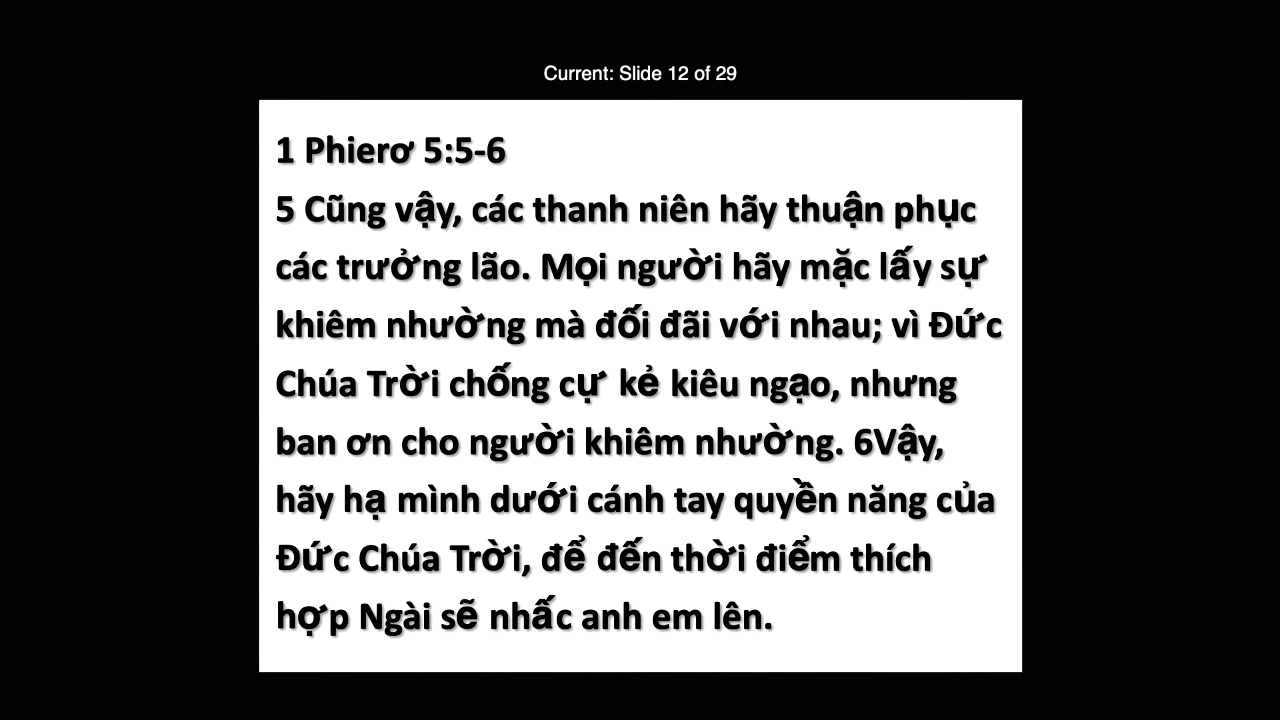 Current: Slide 12 of 29
1 Phierơ 5:5-6
5 Cũng vậy, các thanh niên hãy thuận phục
các trưởng lão. Mọi người hãy mặc lấy sự
khiêm nhường mà đối đãi với nhau; vì Đức
Chúa Trời chống cự kẻ kiêu ngạo, nhưng
ban ơn cho người khiêm nhường. 6Vậy,
hãy hạ mình dưới cánh tay quyền năng của
Đức Chúa Trời, để đến thời điểm thích
hợp Ngài sẽ nhấc anh em lên.